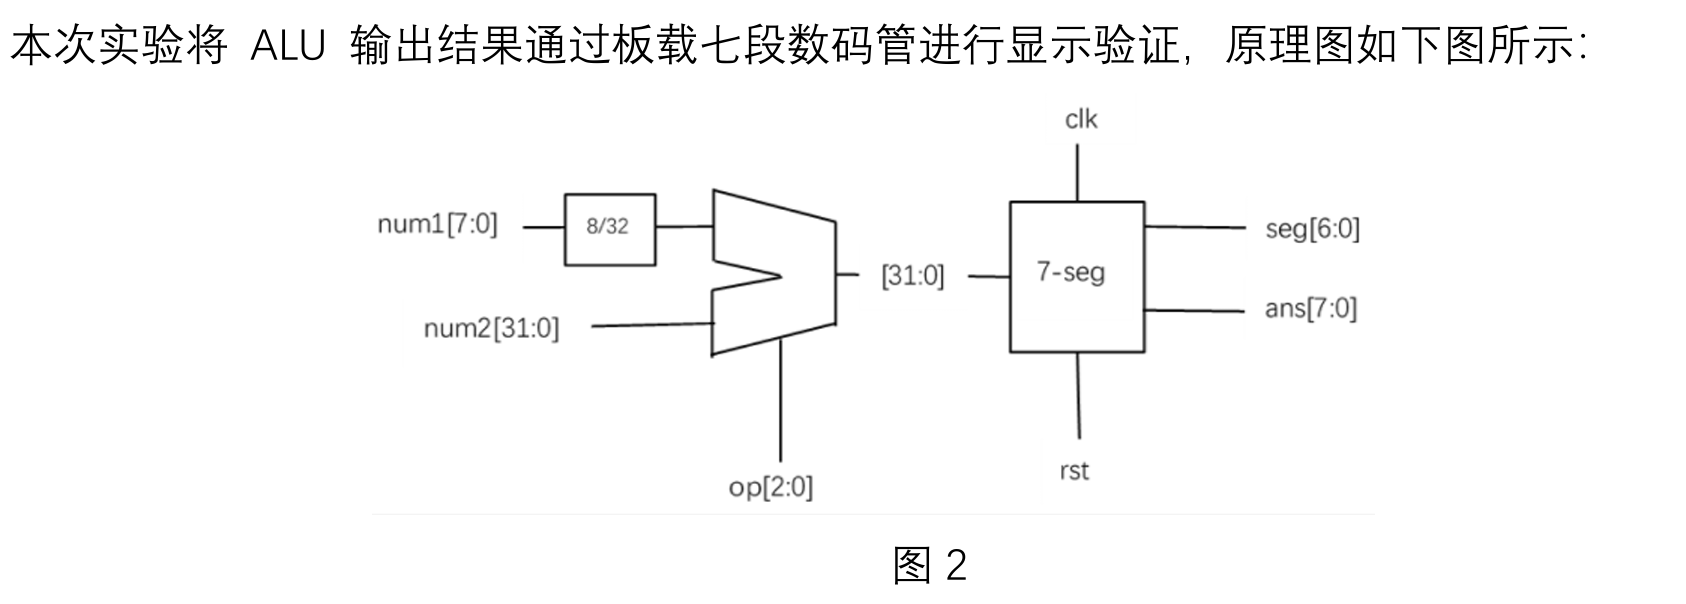 本次实验将 ALU 输出结果通过板载七段数码管进行显示验证，原理图如下图所示：
clk
num1[7:0]
8/32
seg[6:0]
[31:0]
7-seg
ans[7:0]
num2[31:0]
rst
op[2:0]
图 2